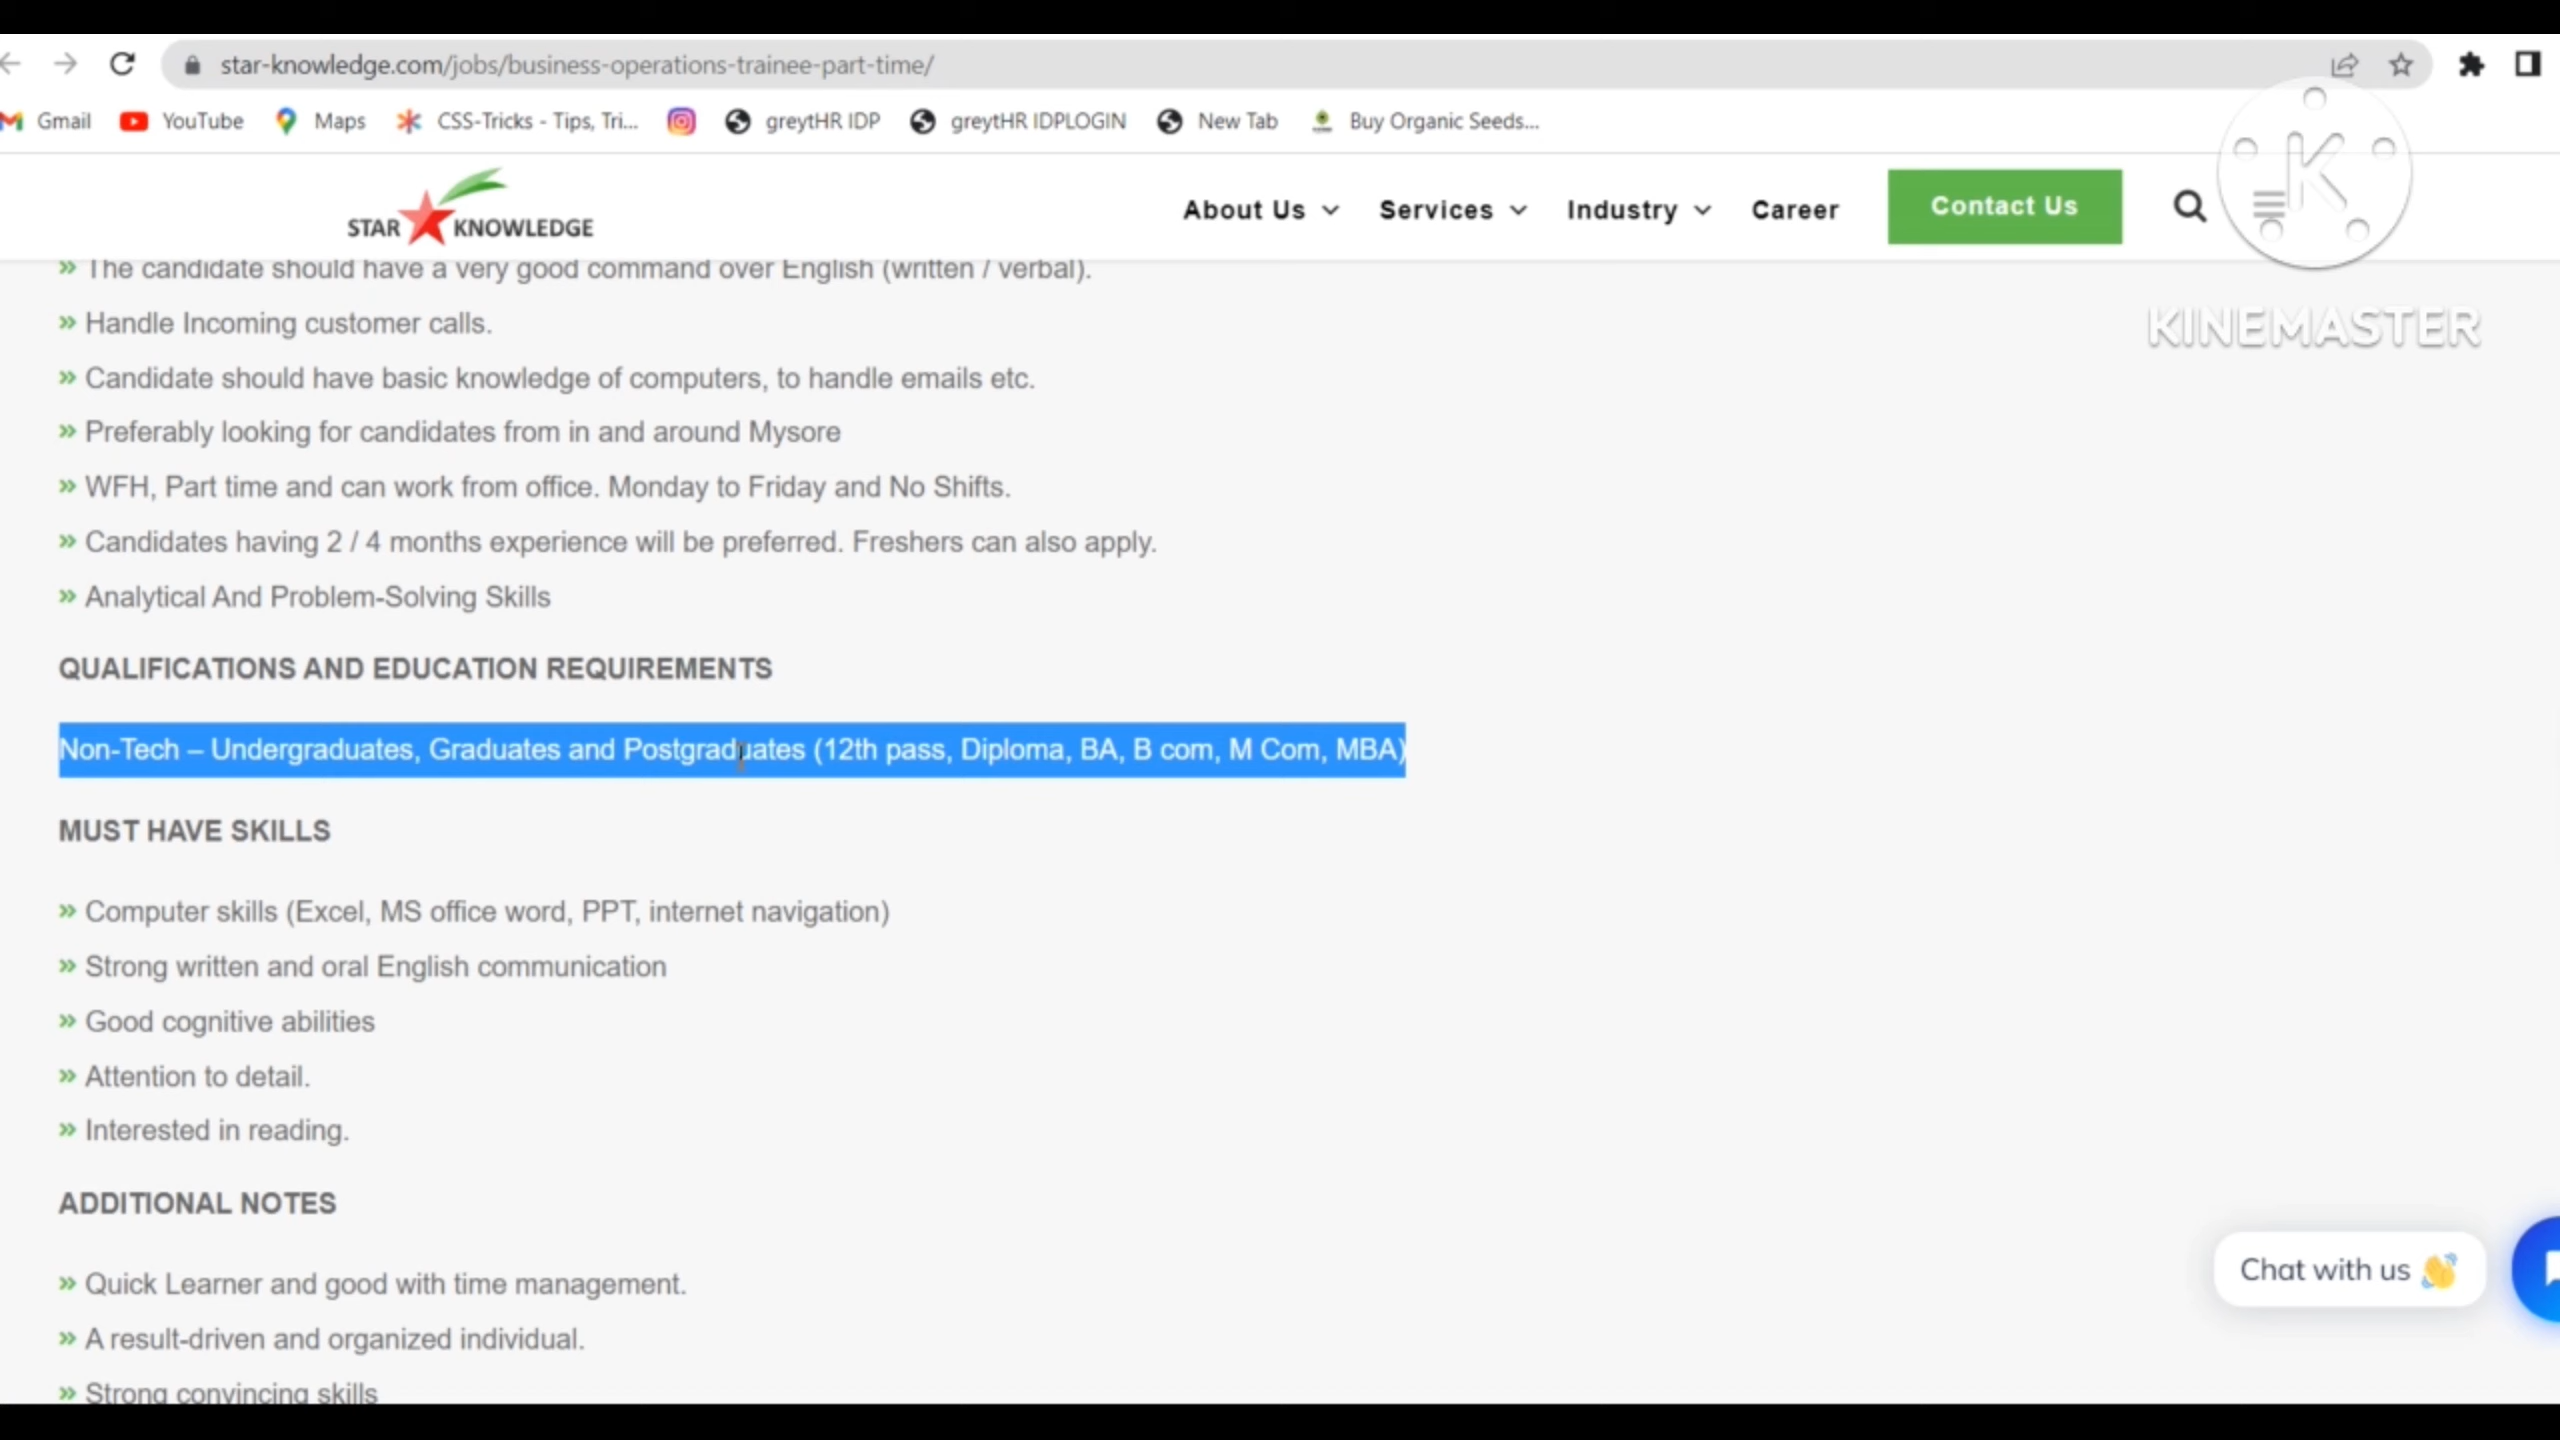 star-knowledge.com/jobs/business-operations-trainee-part-time/
Gmail YouTube Maps CSS-Tricks - Tips, Tri... greytHR IDP greytHR IDPLOGIN New Tab Buy Organic Seeds...
STAR KNOWLEDGE About Us Services Industry Career Contact Us K
KINEMASTER
» The candidate should have a very good command over English (written / verbal).
» Handle Incoming customer calls.
» Candidate should have basic knowledge of computers, to handle emails etc.
» Preferably looking for candidates from in and around Mysore
» WFH, Part time and can work from office. Monday to Friday and No Shifts.
» Candidates having 2 / 4 months experience will be preferred. Freshers can also apply.
» Analytical And Problem-Solving Skills
QUALIFICATIONS AND EDUCATION REQUIREMENTS
Non-Tech – Undergraduates, Graduates and Postgraduates (12th pass, Diploma, BA, B com, M Com, MBA)
MUST HAVE SKILLS
» Computer skills (Excel, MS office word, PPT, internet navigation)
» Strong written and oral English communication
» Good cognitive abilities
» Attention to detail.
» Interested in reading.
ADDITIONAL NOTES
» Quick Learner and good with time management.
» A result-driven and organized individual.
» Strong convincing skills
Chat with us 👋